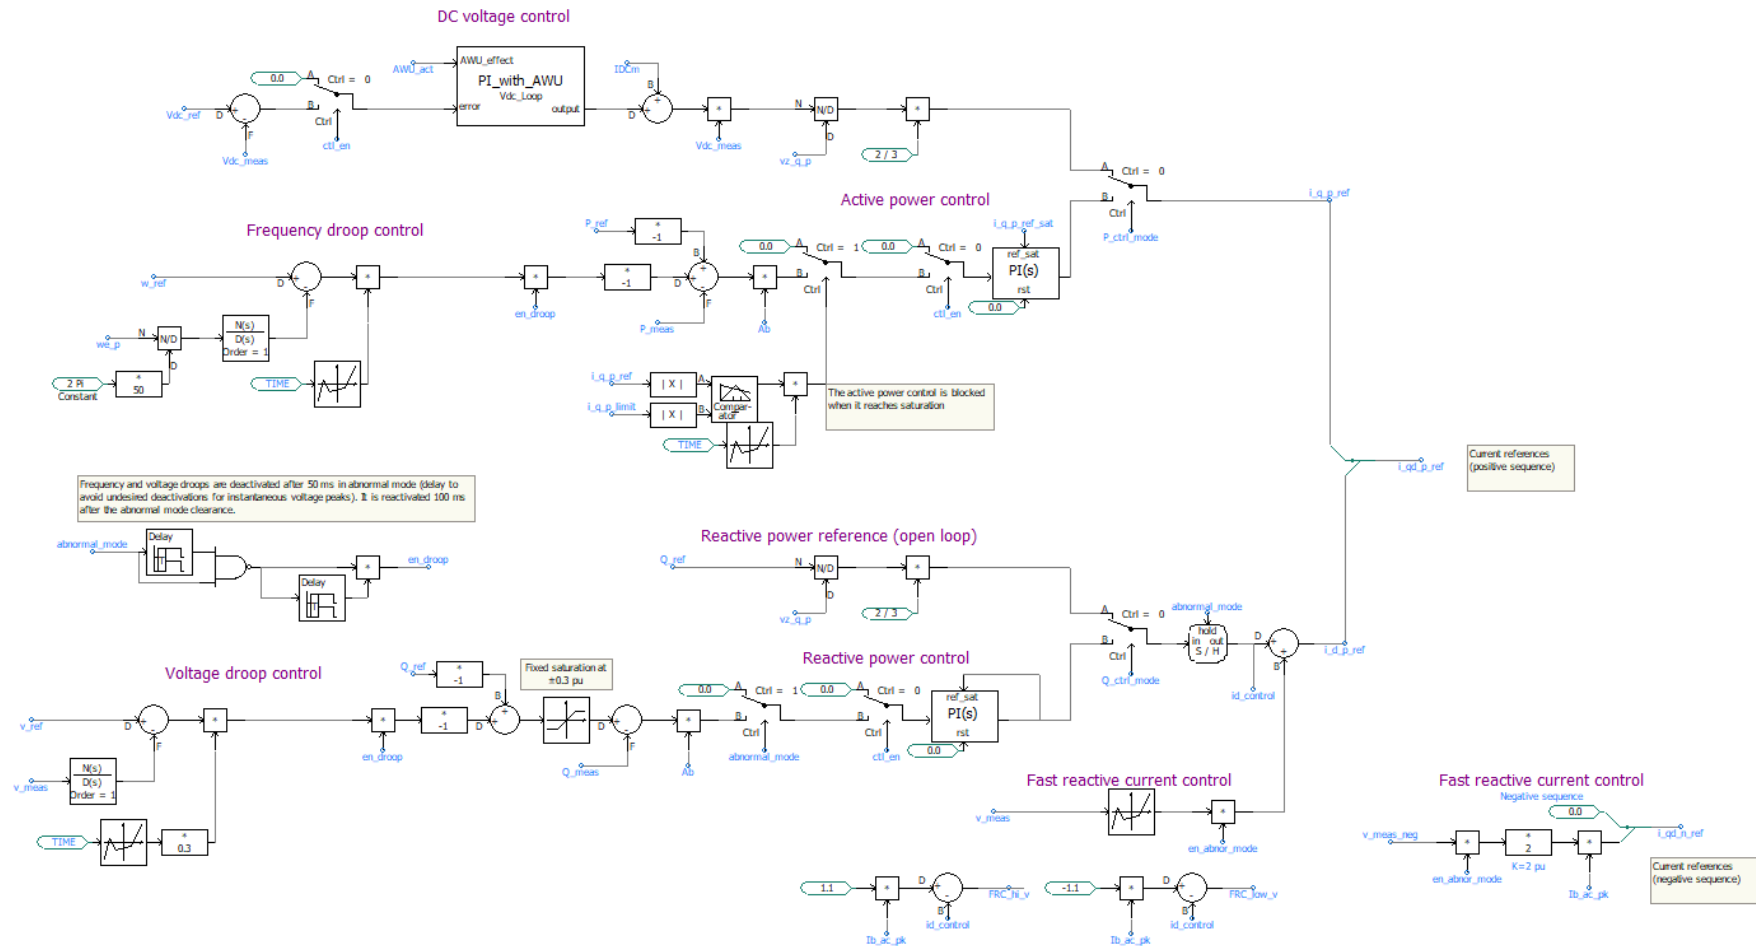 DC voltage control
AWU_act
AWU_effect
PI_with_AWU
Vdc_Loop
error
output
IDCm
B
+
D
+
0.0
A
Ctrl = 0
B
Ctrl
ctl_en
Vdc_ref
D
+
-
F
Vdc_meas
*
Vdc_meas
N
N/D
D
vz_q_p
*
2 / 3
A
Ctrl = 0
B
Ctrl
P_ctrl_mode
i_q_p_ref
Active power control
Frequency droop control
P_ref
*
-1
w_ref
D
+
-
F
*
*
en_droop
*
-1
B
+
D
+
-
F
P_meas
*
Ab
0.0
A
Ctrl = 1
B
Ctrl
0.0
A
Ctrl = 0
B
Ctrl
ctl_en
i_q_p_ref_sat
ref_sat
PI(s)
rst
0.0
we_p
N
N/D
D
N(s)
D(s)
Order = 1
2 Pi
Constant
*
50
TIME
i_q_p_ref
| X |
A
i_q_p_limit
| X |
B
Compar-
ator
*
TIME
The active power control is blocked
when it reaches saturation
Current references
(positive sequence)
i_qd_p_ref
Frequency and voltage droops are deactivated after 50 ms in abnormal mode (delay to
avoid undesired deactivations for instantaneous voltage peaks). It is reactivated 100 ms
after the abnormal mode clearance.
abnormal_mode
Delay
T
Delay
T
*
en_droop
Reactive power reference (open loop)
Q_ref
N
N/D
D
vz_q_p
*
2 / 3
A
Ctrl = 0
B
Ctrl
Q_ctrl_mode
abnormal_mode
hold
in out
S / H
D
+
+
B
id_control
i_d_p_ref
Voltage droop control
Q_ref
*
-1
Fixed saturation at
±0.3 pu
Reactive power control
v_ref
D
+
-
F
*
*
en_droop
*
-1
B
+
D
+
D
+
-
F
Q_meas
*
Ab
0.0
A
Ctrl = 1
B
Ctrl
abnormal_mode
0.0
A
Ctrl = 0
B
Ctrl
ctl_en
ref_sat
PI(s)
rst
0.0
v_meas
N(s)
D(s)
Order = 1
TIME
*
0.3
Fast reactive current control
v_meas
*
en_abnor_mode
1.1
*
Ib_ac_pk
D
+
-
B
id_control
FRC_hi_v
-1.1
*
Ib_ac_pk
D
+
-
B
id_control
FRC_low_v
Fast reactive current control
Negative sequence
0.0
v_meas_neg
*
en_abnor_mode
*
2
K=2 pu
*
Ib_ac_pk
i_qd_n_ref
Current references
(negative sequence)